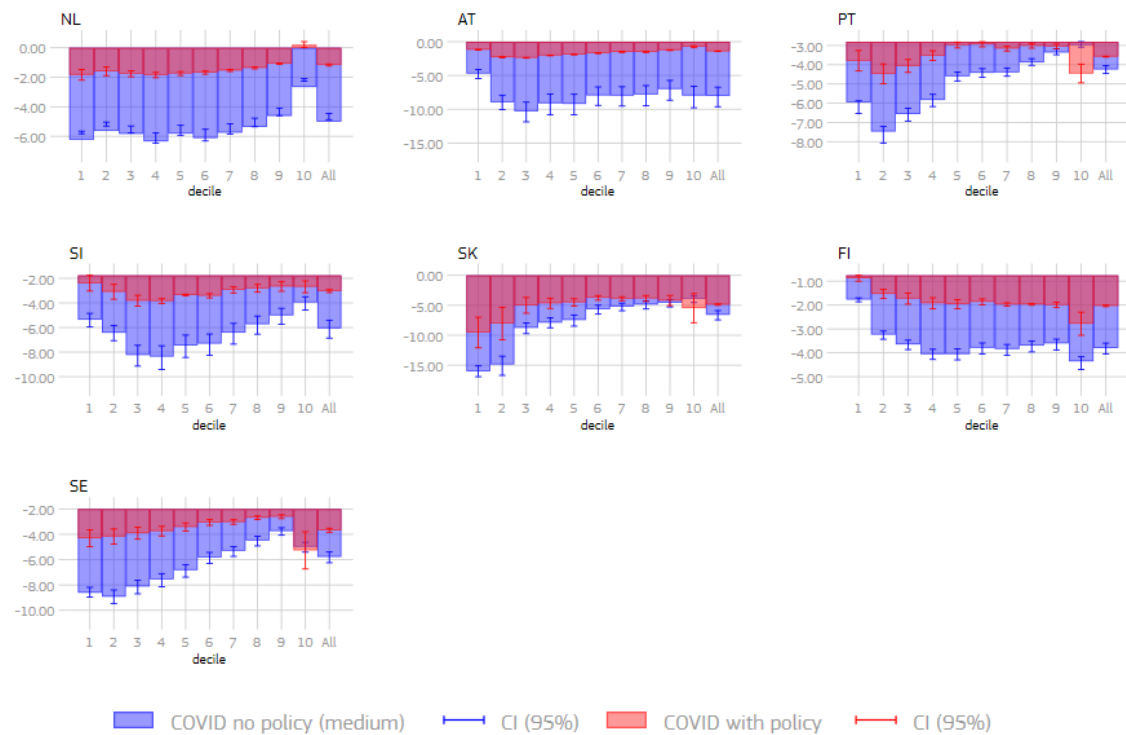 NL
0.00
-2.00
-4.00
-6.00
1 2 3 4 5 6 7 8 9 10 All
decile
AT
0.00
-5.00
-10.00
-15.00
1 2 3 4 5 6 7 8 9 10 All
decile
PT
-3.00
-4.00
-5.00
-6.00
-7.00
-8.00
1 2 3 4 5 6 7 8 9 10 All
decile
SI
-2.00
-4.00
-6.00
-8.00
-10.00
1 2 3 4 5 6 7 8 9 10 All
decile
SK
0.00
-5.00
-10.00
-15.00
1 2 3 4 5 6 7 8 9 10 All
decile
FI
-1.00
-2.00
-3.00
-4.00
-5.00
1 2 3 4 5 6 7 8 9 10 All
decile
SE
-2.00
-4.00
-6.00
-8.00
-10.00
1 2 3 4 5 6 7 8 9 10 All
decile
COVID no policy (medium) CI (95%) COVID with policy CI (95%)